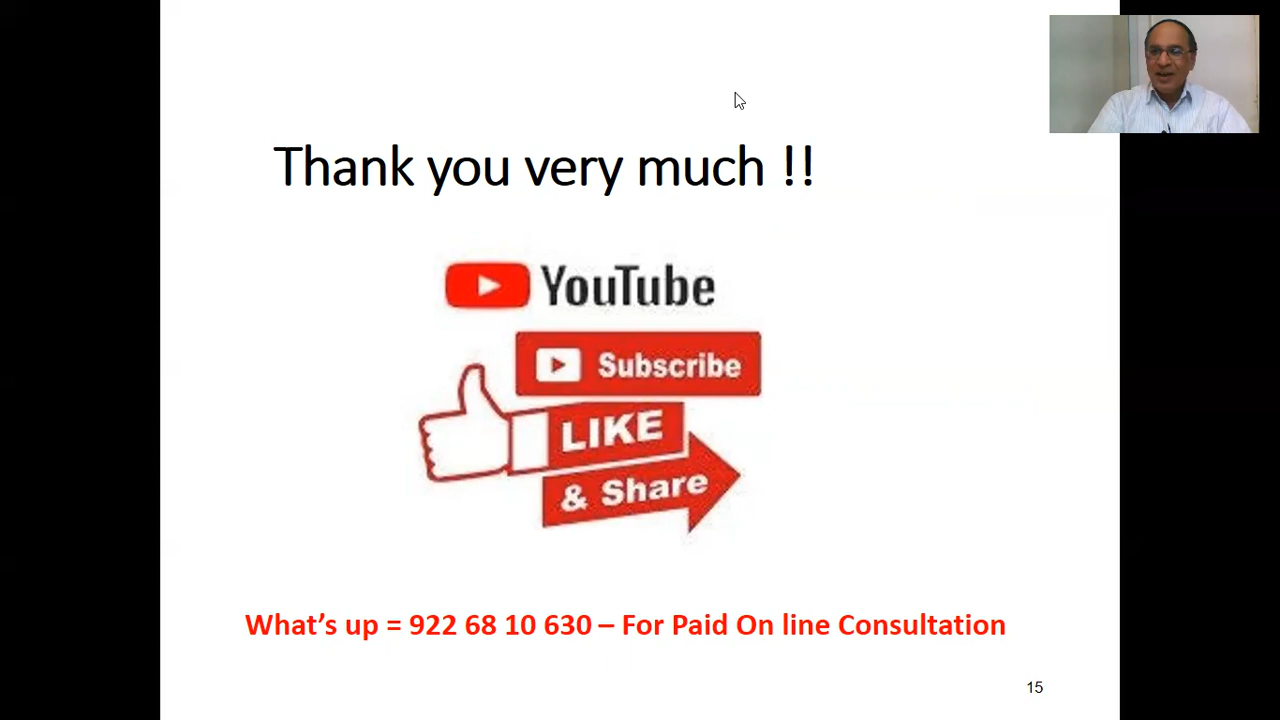 Thank you very much !!
YouTube
Subscribe
LIKE
& Share
What's up = 922 68 10 630 – For Paid On line Consultation
15